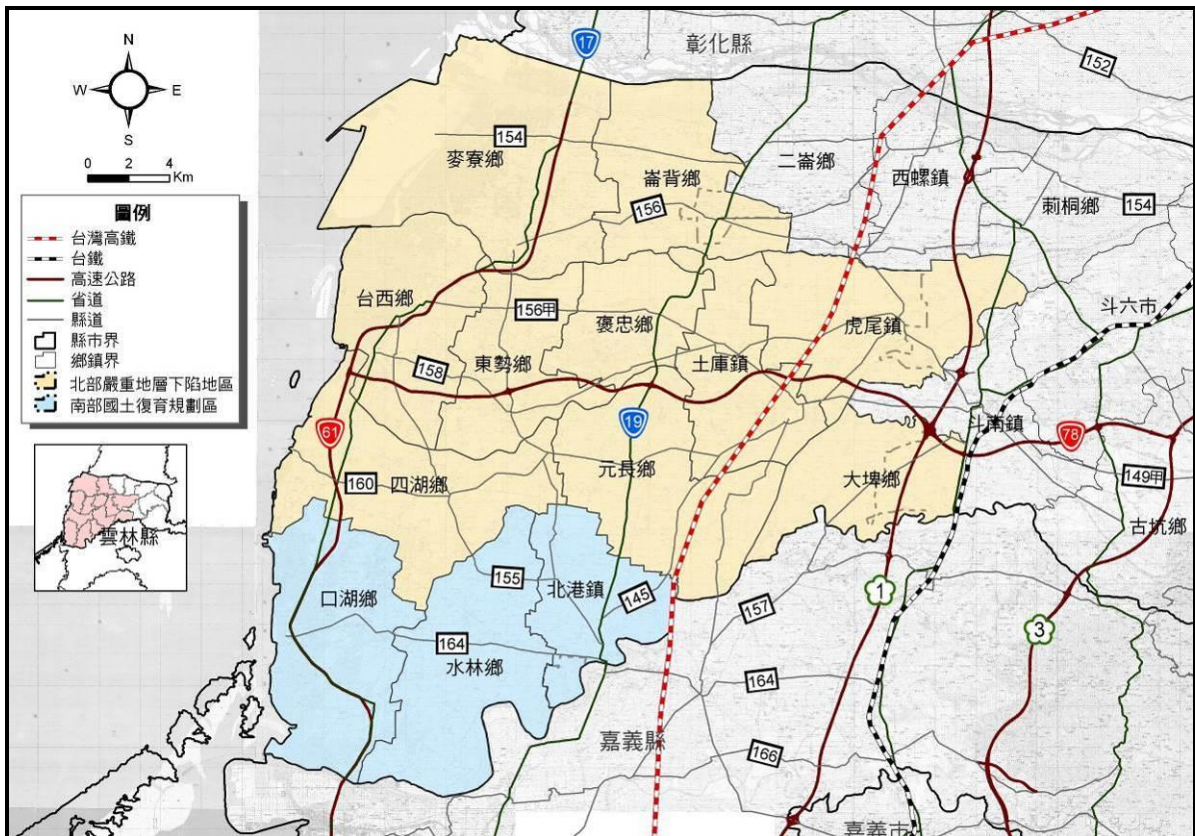 N
W
E
S
0 2 4
Km
圖例
台灣高鐵
台鐵
高速公路
省道
縣道
縣市界
鄉鎮界
北部嚴重地層下陷地區
南部國土復育規劃區
雲林縣
17
彰化縣
152
154
麥寮鄉
二崙鄉
崙背鄉
西螺鎮
刺桐鄉
154
156
台西鄉
156甲
褒忠鄉
虎尾鎮
斗六市
158
東勢鄉
土庫鎮
61
19
斗南鎮
78
元長鄉
160
四湖鄉
大埤鄉
149甲
古坑鄉
155
北港鎮
口湖鄉
145
157
1
3
164
水林鄉
164
嘉義縣
166
嘉義市